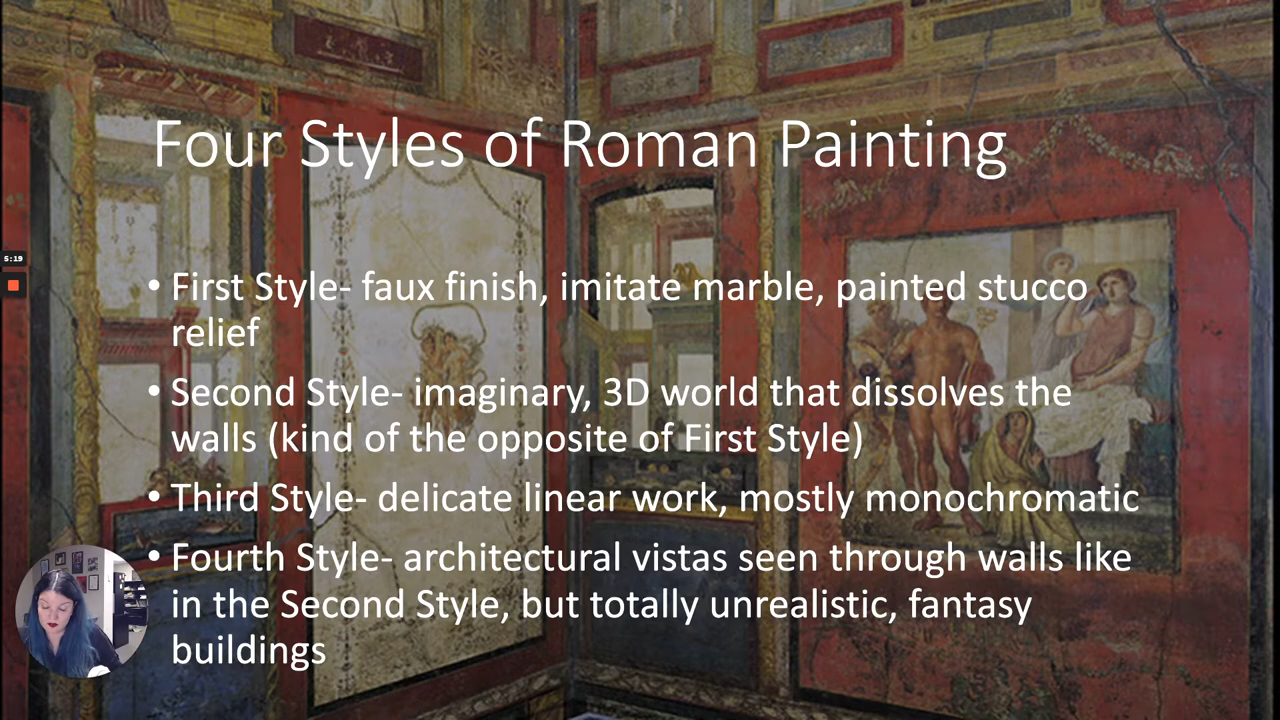 Four Styles of Roman Painting
5:19
• First Style- faux finish, imitate marble, painted stucco
relief
• Second Style- imaginary, 3D world that dissolves the
walls (kind of the opposite of First Style)
• Third Style- delicate linear work, mostly monochromatic
• Fourth Style- architectural vistas seen through walls like
in the Second Style, but totally unrealistic, fantasy
buildings